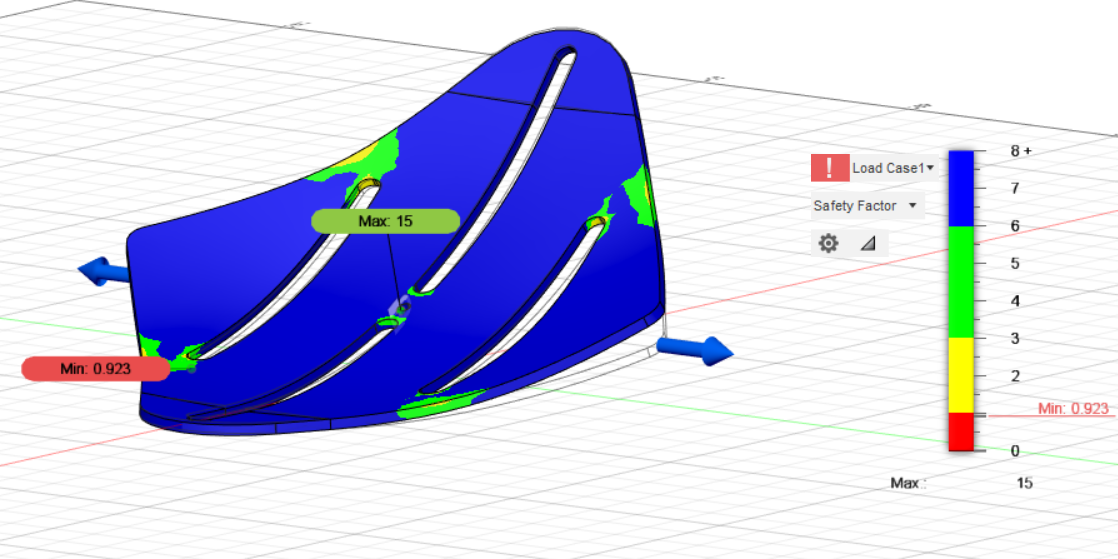 8 +
! Load Case1
7
Safety Factor
6
Max: 15
5
4
3
Min: 0.923
2
Min: 0.923
0
Max : 15